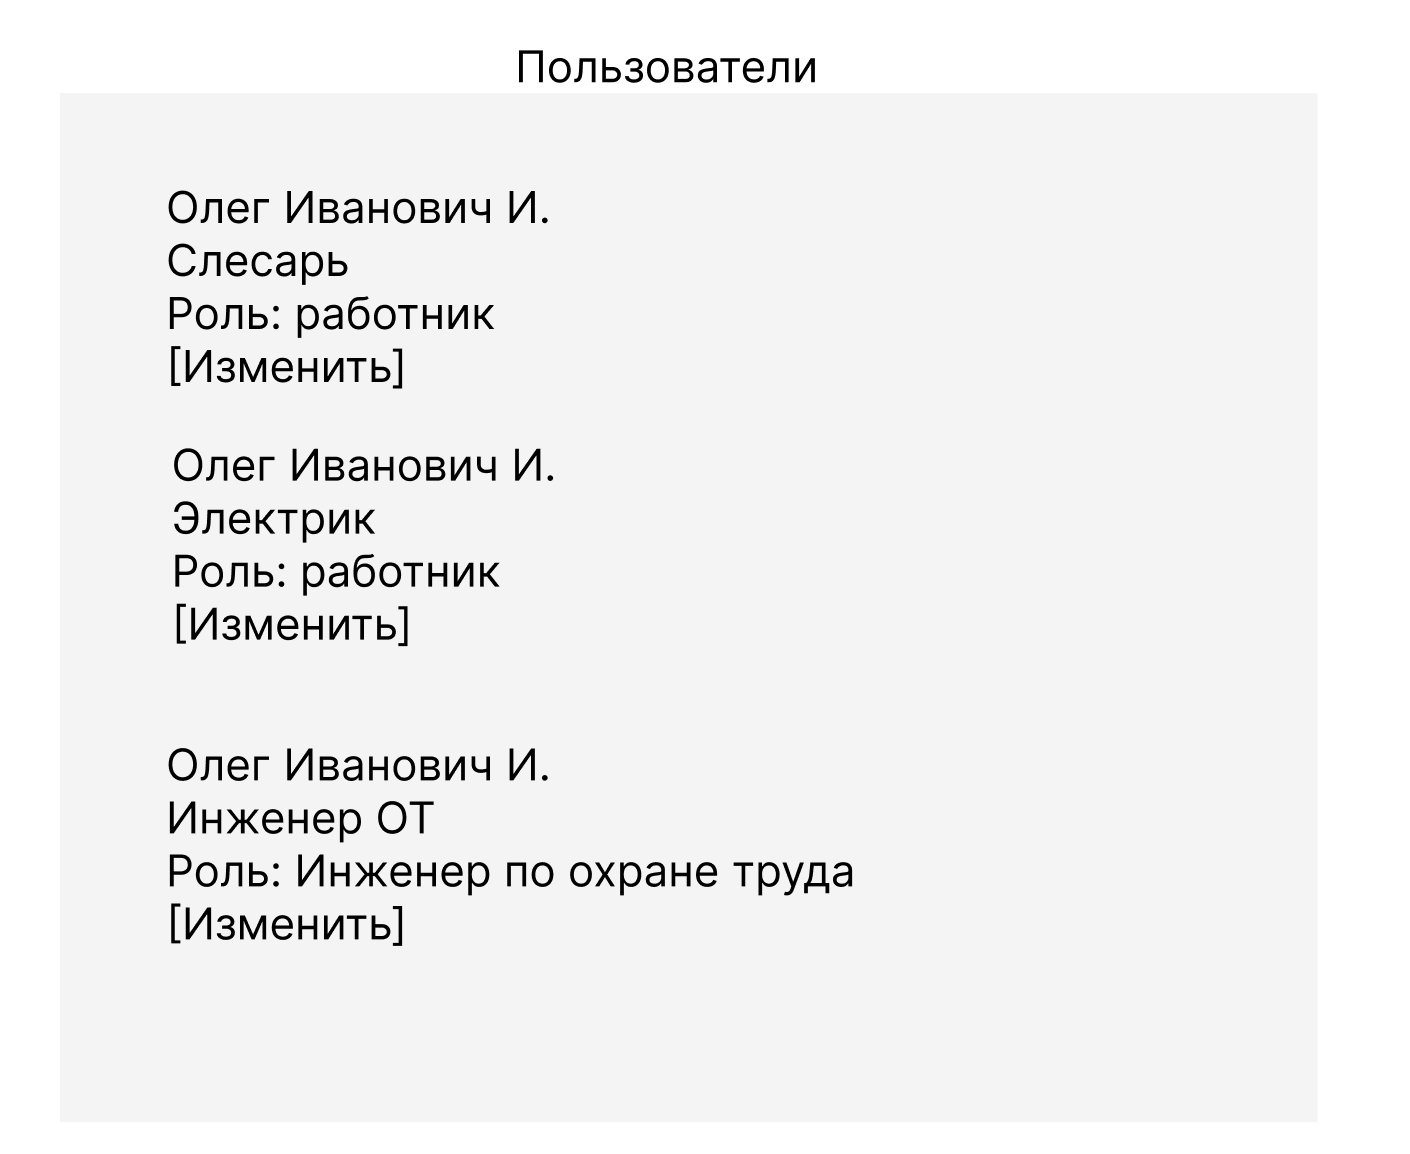 Пользователи
Олег Иванович И.
Слесарь
Роль: работник
[Изменить]
Олег Иванович И.
Электрик
Роль: работник
[Изменить]
Олег Иванович И.
Инженер ОТ
Роль: Инженер по охране труда
[Изменить]